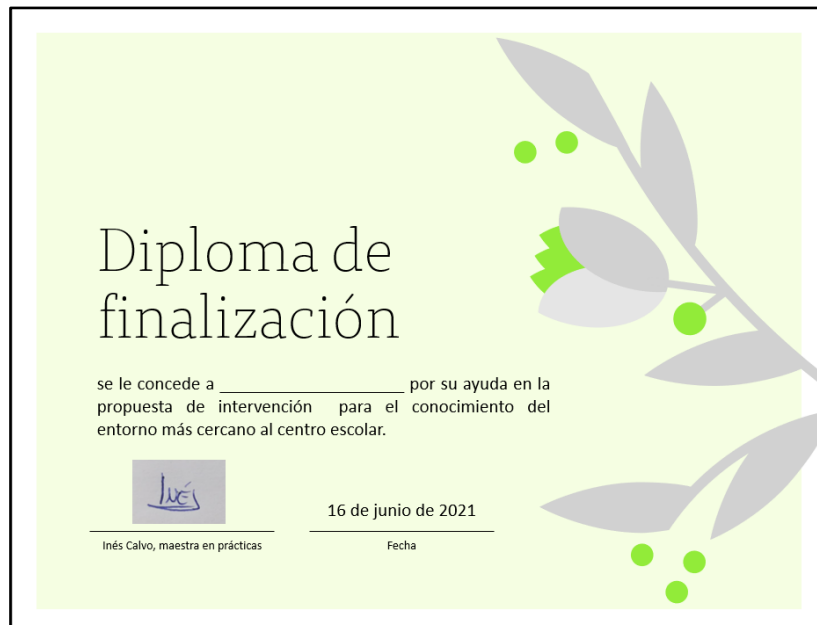 Diploma de
finalización
se le concede a ______________________ por su ayuda en la
propuesta de intervención para el conocimiento del
entorno más cercano al centro escolar.
Inés
16 de junio de 2021
Inés Calvo, maestra en prácticas
Fecha